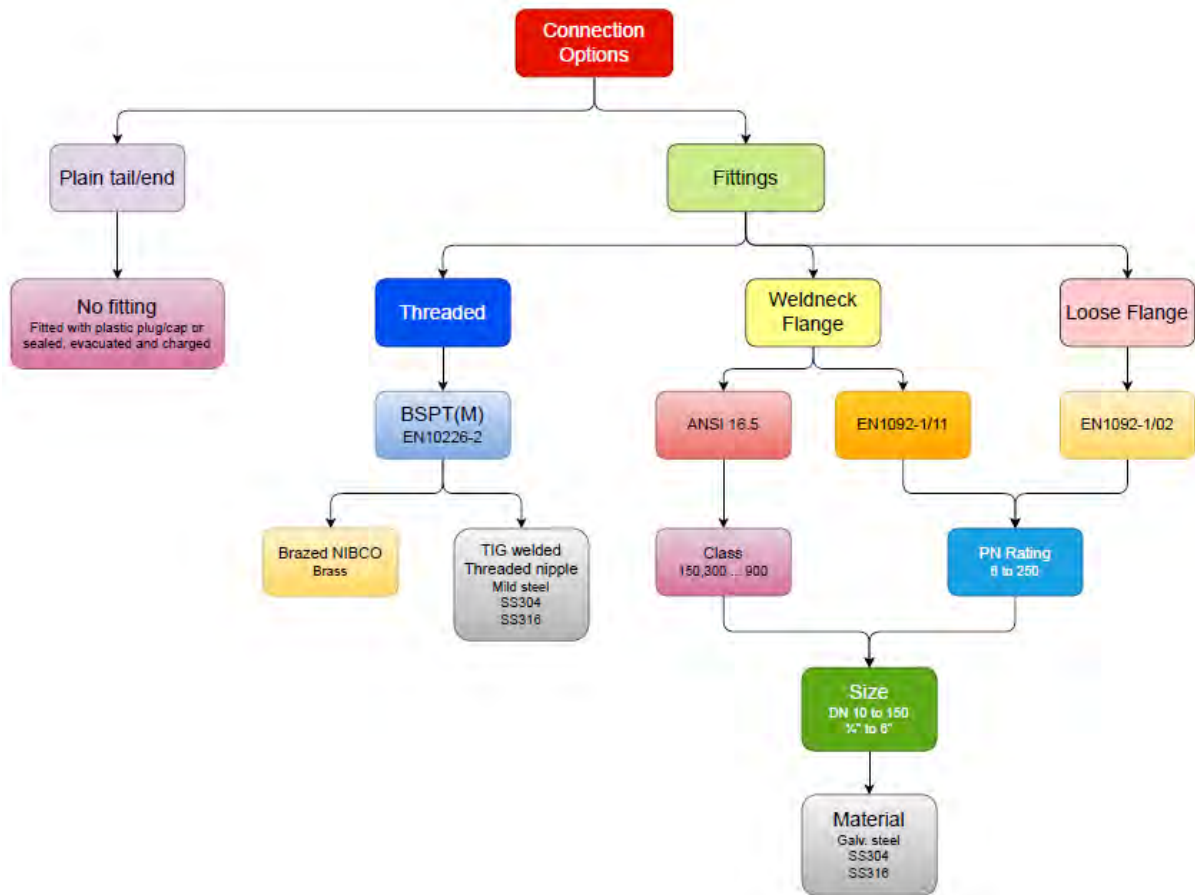 Connection
Options
Plain tail/end
Fittings
No fitting
Fitted with plastic plug/cap or
sealed, evacuated and charged
Threaded
Weldneck
Flange
Loose Flange
BSPT(M)
EN10226-2
ANSI 16.5
EN1092-1/11
EN1092-1/02
Brazed NIBCO
Brass
TIG welded
Threaded nipple
Mild steel
SS304
SS316
Class
150,300 ... 900
PN Rating
6 to 250
Size
DN 10 to 150
to 6"
Material
Galv. steel
SS304
SS316